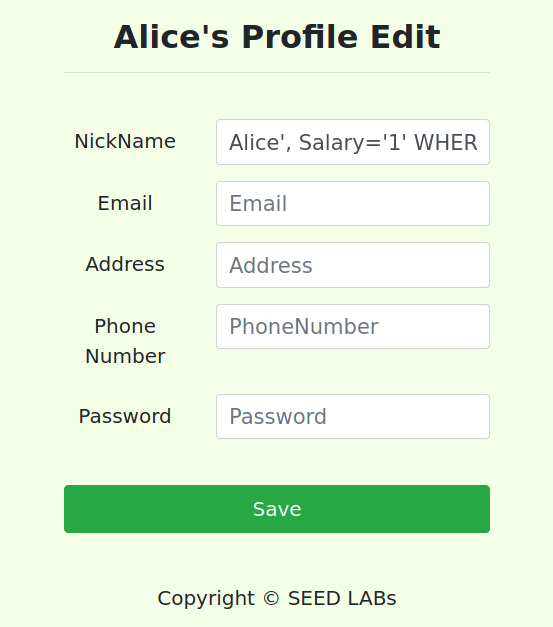 Alice's Profile Edit
NickName
Alice', Salary='1' WHER
Email
Email
Address
Address
Phone
Number
PhoneNumber
Password
Password
Save
Copyright © SEED LABs